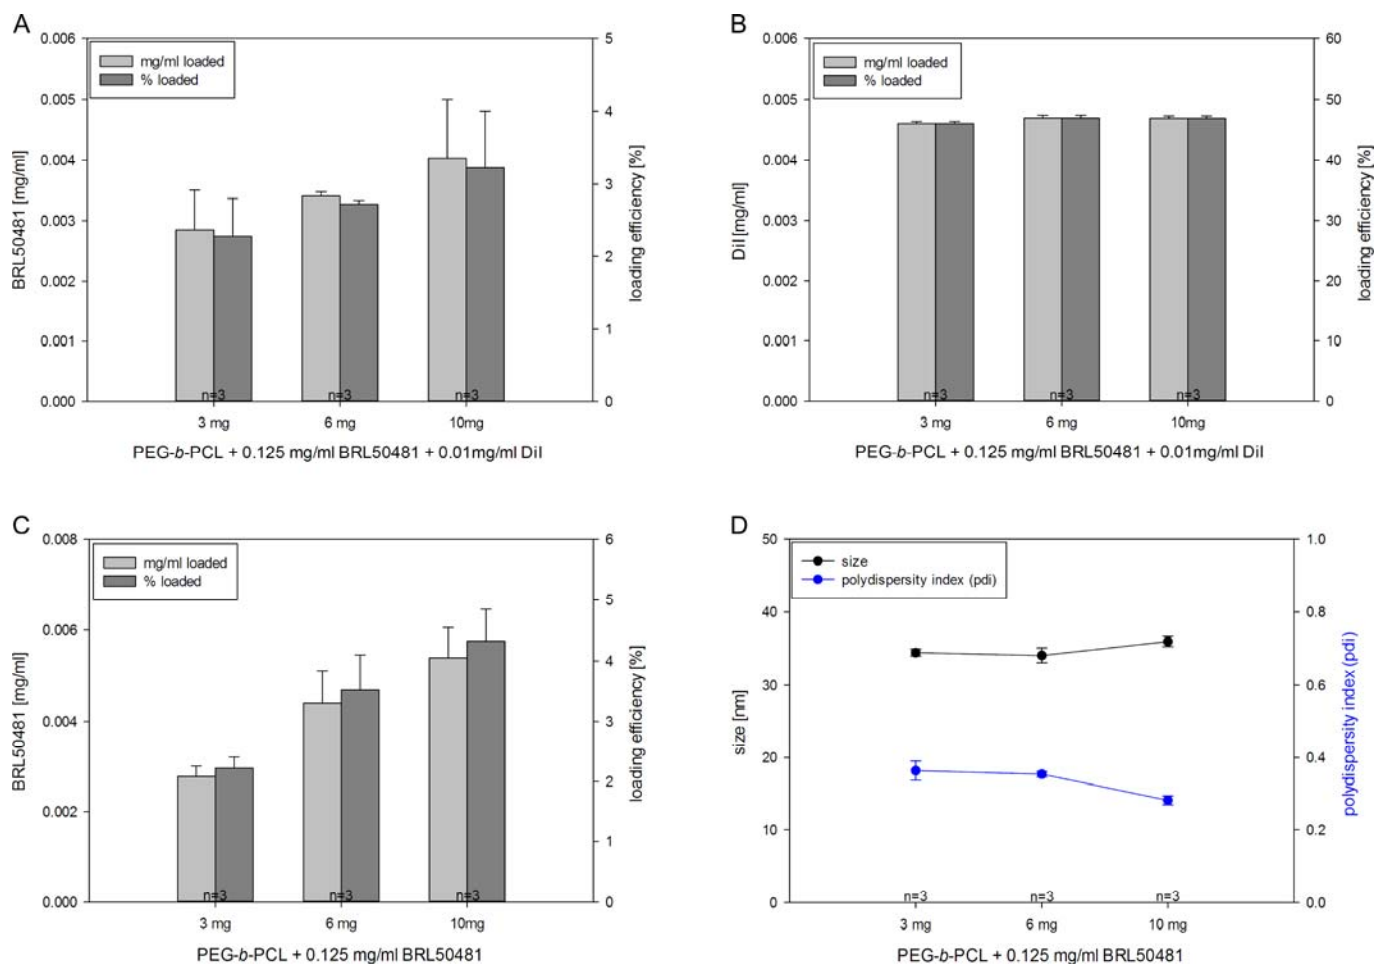 A
BRL50481 [mg/ml]
0.006
0.005
0.004
0.003
0.002
0.001
0.000
mg/ml loaded
% loaded
5
4
3
2
1
0
loading efficiency [%]
n=3 n=3 n=3
3 mg 6 mg 10mg
PEG-b-PCL + 0.125 mg/ml BRL50481 + 0.01mg/ml DiI
B
DiI [mg/ml]
0.006
0.005
0.004
0.003
0.002
0.001
0.000
mg/ml loaded
% loaded
60
50
40
30
20
10
0
loading efficiency [%]
n=3 n=3 n=3
3 mg 6 mg 10mg
PEG-b-PCL + 0.125 mg/ml BRL50481 + 0.01mg/ml DiI
C
BRL50481 [mg/ml]
0.008
0.006
0.004
0.002
0.000
mg/ml loaded
% loaded
6
5
4
3
2
1
0
loading efficiency [%]
n=3 n=3 n=3
3 mg 6 mg 10mg
PEG-b-PCL + 0.125 mg/ml BRL50481
D
size [nm]
50
40
30
20
10
0
size
polydispersity index (pdi)
1.0
0.8
0.6
0.4
0.2
0.0
polydispersity index (pdi)
n=3 n=3 n=3
3 mg 6 mg 10 mg
PEG-b-PCL + 0.125 mg/ml BRL50481